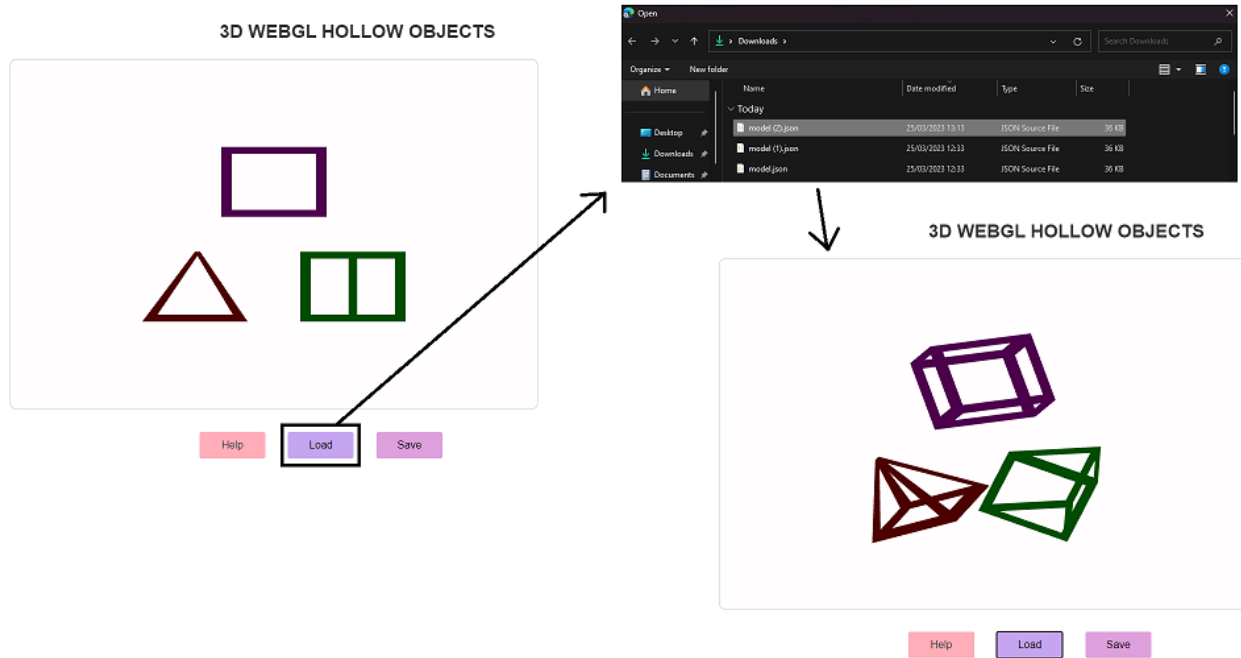 3D WEBGL HOLLOW OBJECTS
Help Load Save
Open
Downloads
Search Downloads
Organize New folder
Home
Desktop
Downloads
Documents
Name Date modified Type Size
Today
model (2).json 25/03/2023 13:13 JSON Source File 36 KB
model (1).json 25/03/2023 12:33 JSON Source File 36 KB
model.json 25/03/2023 12:33 JSON Source File 36 KB
3D WEBGL HOLLOW OBJECTS
Help Load Save